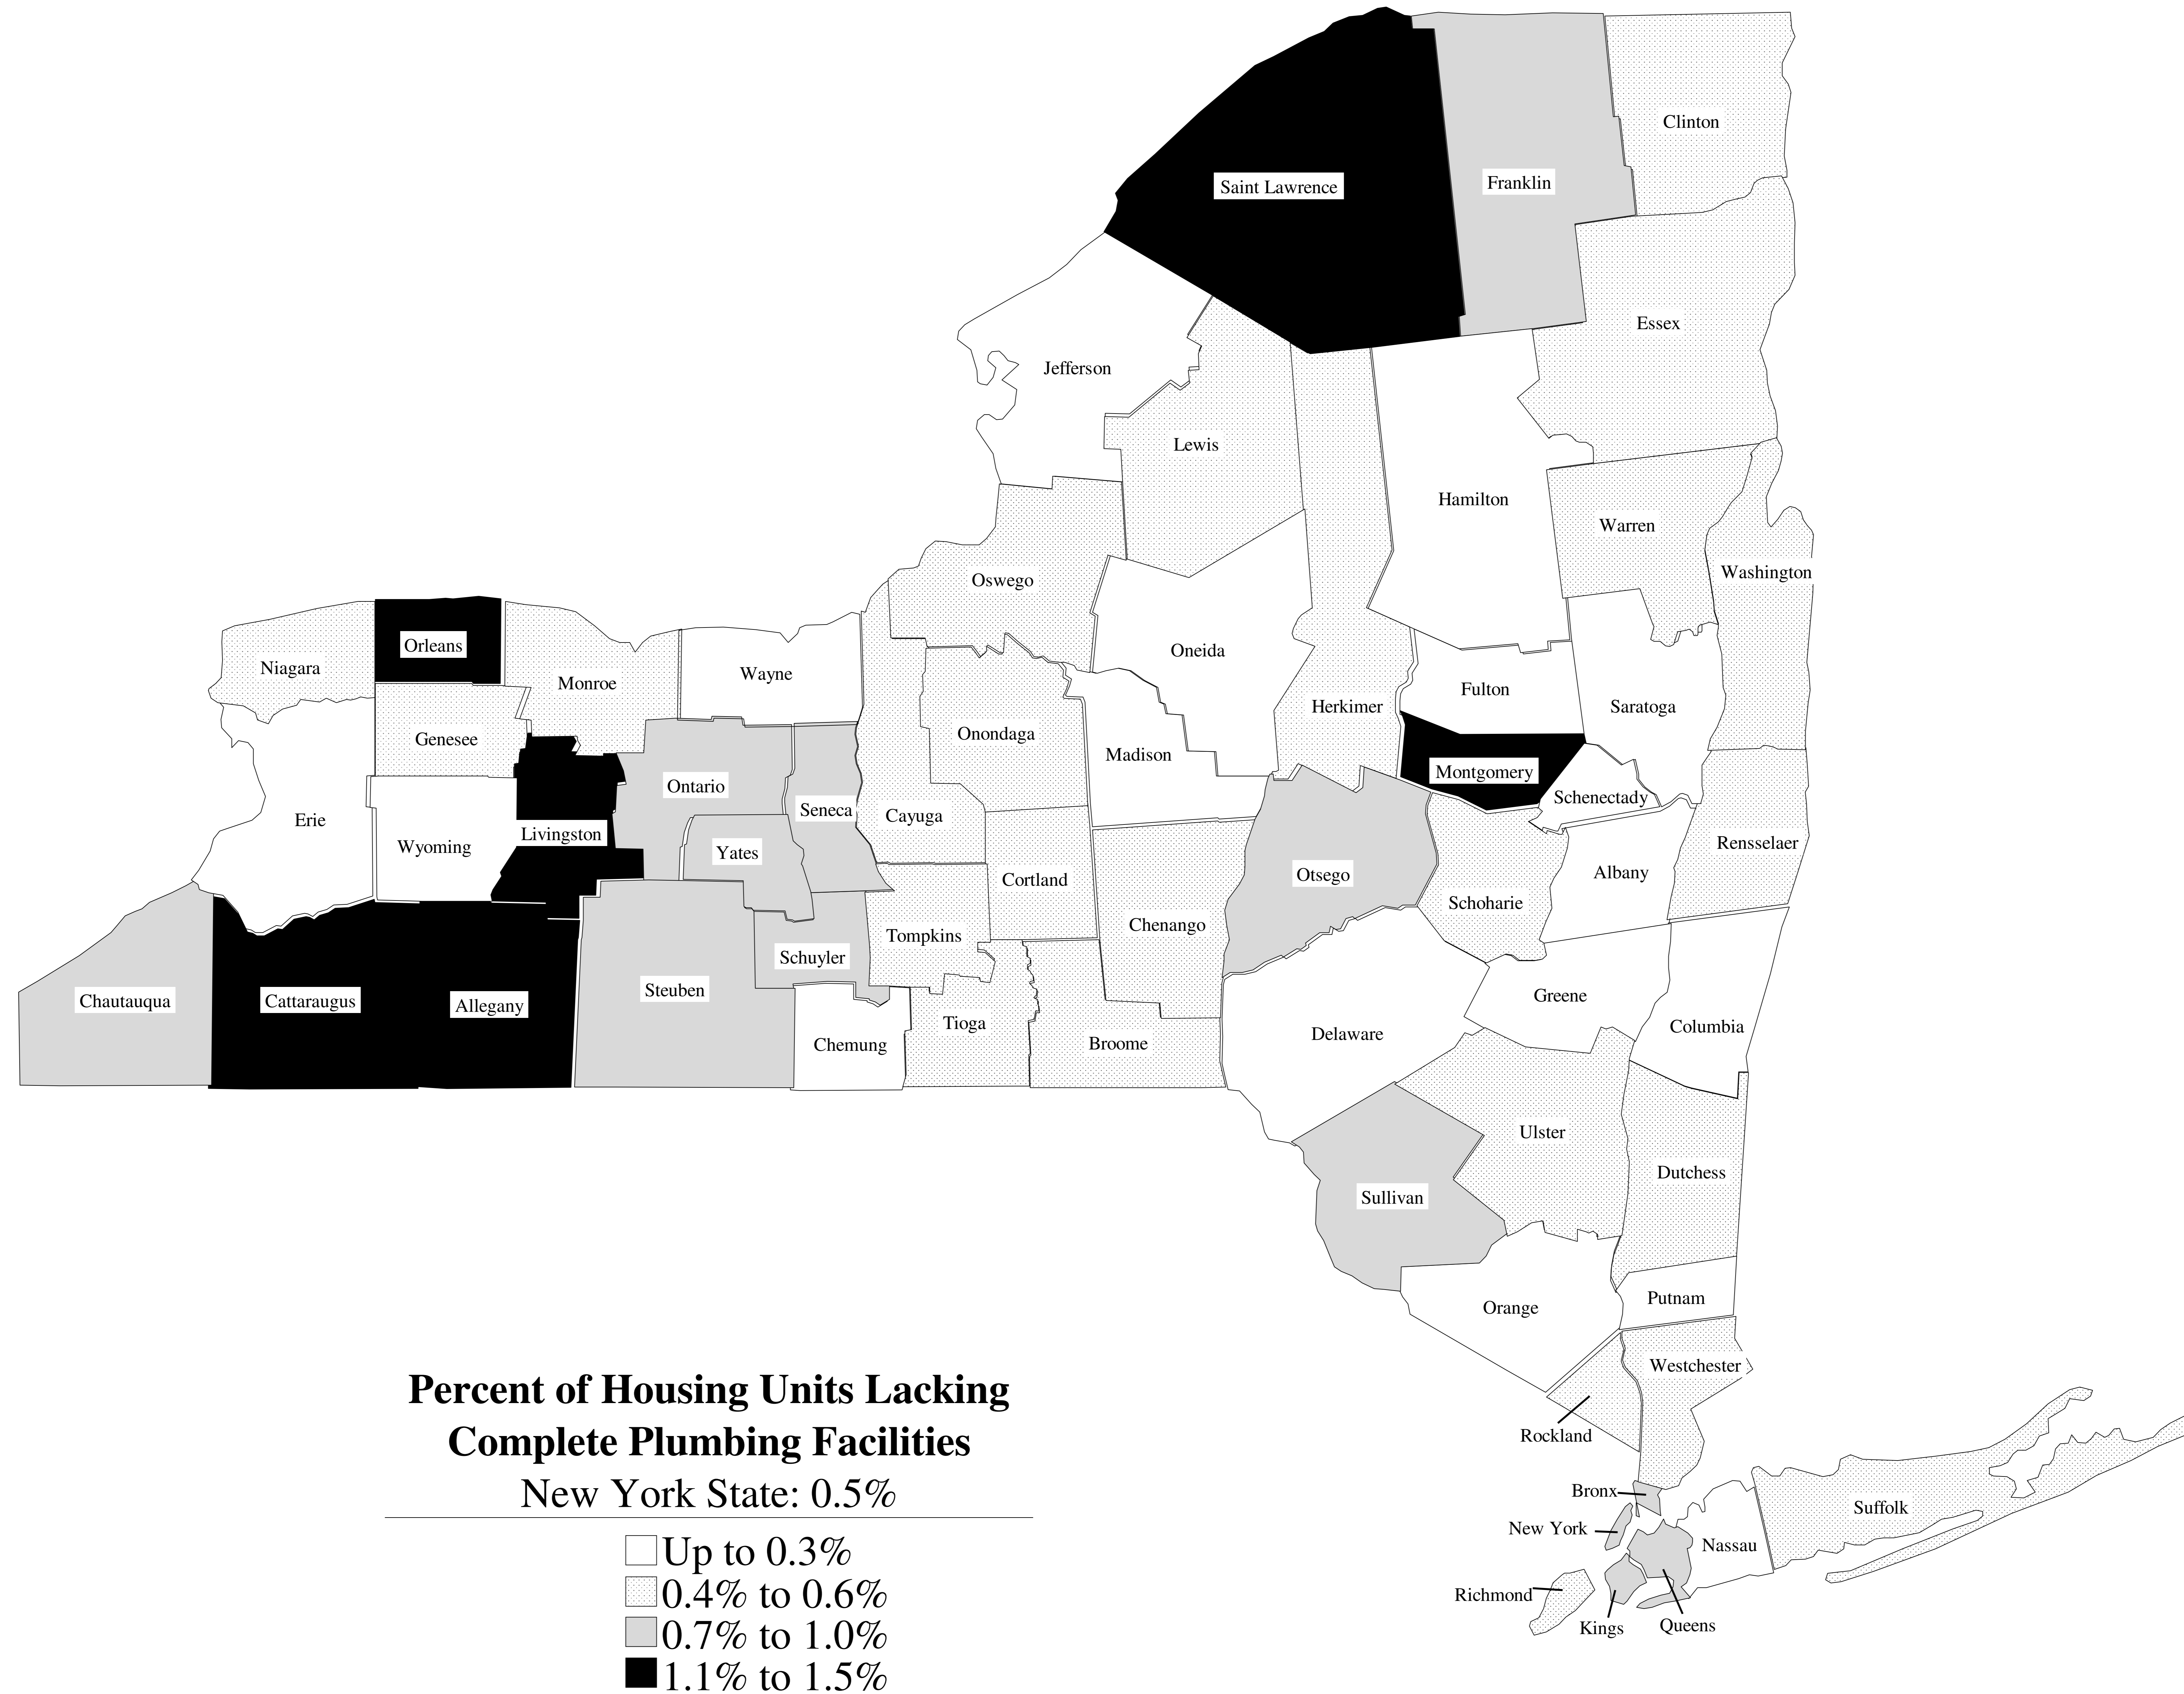 Clinton
Franklin
Saint Lawrence
Essex
Jefferson
Lewis
Hamilton
Warren
Washington
Oswego
Oneida
Orleans
Niagara
Wayne
Monroe
Fulton
Saratoga
Herkimer
Onondaga
Genesee
Madison
Montgomery
Ontario
Schenectady
Seneca
Cayuga
Erie
Livingston
Rensselaer
Wyoming
Yates
Albany
Otsego
Cortland
Schoharie
Chenango
Tompkins
Schuyler
Steuben
Greene
Chautauqua
Cattaraugus
Allegany
Tioga
Columbia
Delaware
Broome
Chemung
Ulster
Dutchess
Sullivan
Putnam
Orange
Westchester
Rockland
Bronx
Suffolk
New York
Nassau
Richmond
Queens
Kings
Percent of Housing Units Lacking
Complete Plumbing Facilities
New York State: 0.5%
Up to 0.3%
0.4% to 0.6%
0.7% to 1.0%
1.1% to 1.5%